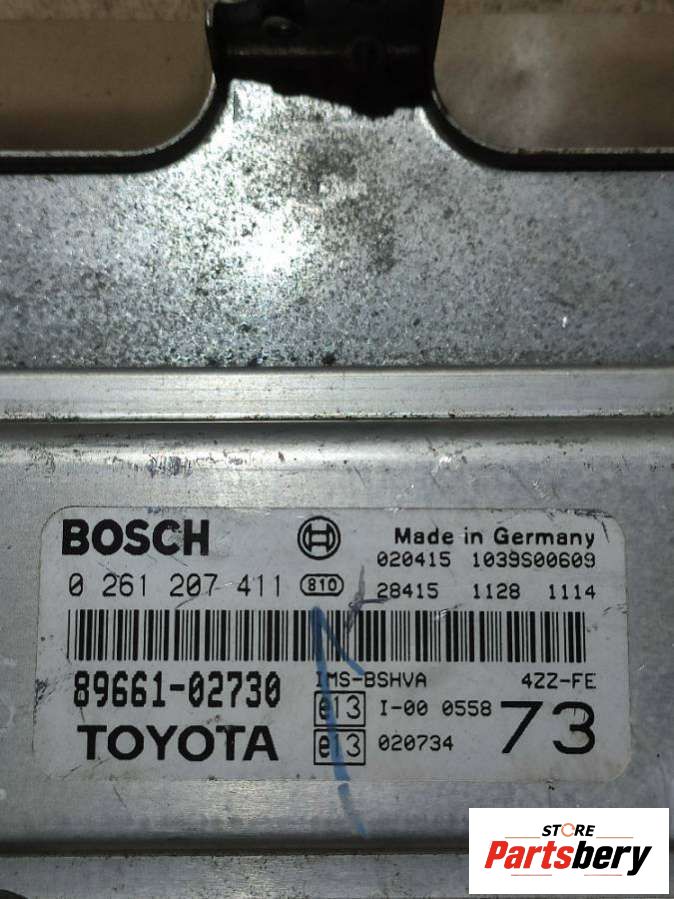 BOSCH Made in Germany
020415 1039S00609
0 261 207 411 810 28415 1128 1114
89661-02730 IMS-BSHVA 4ZZ-FE
e13 I-00 0558 73
TOYOTA e13 020734
STORE
Partsbery